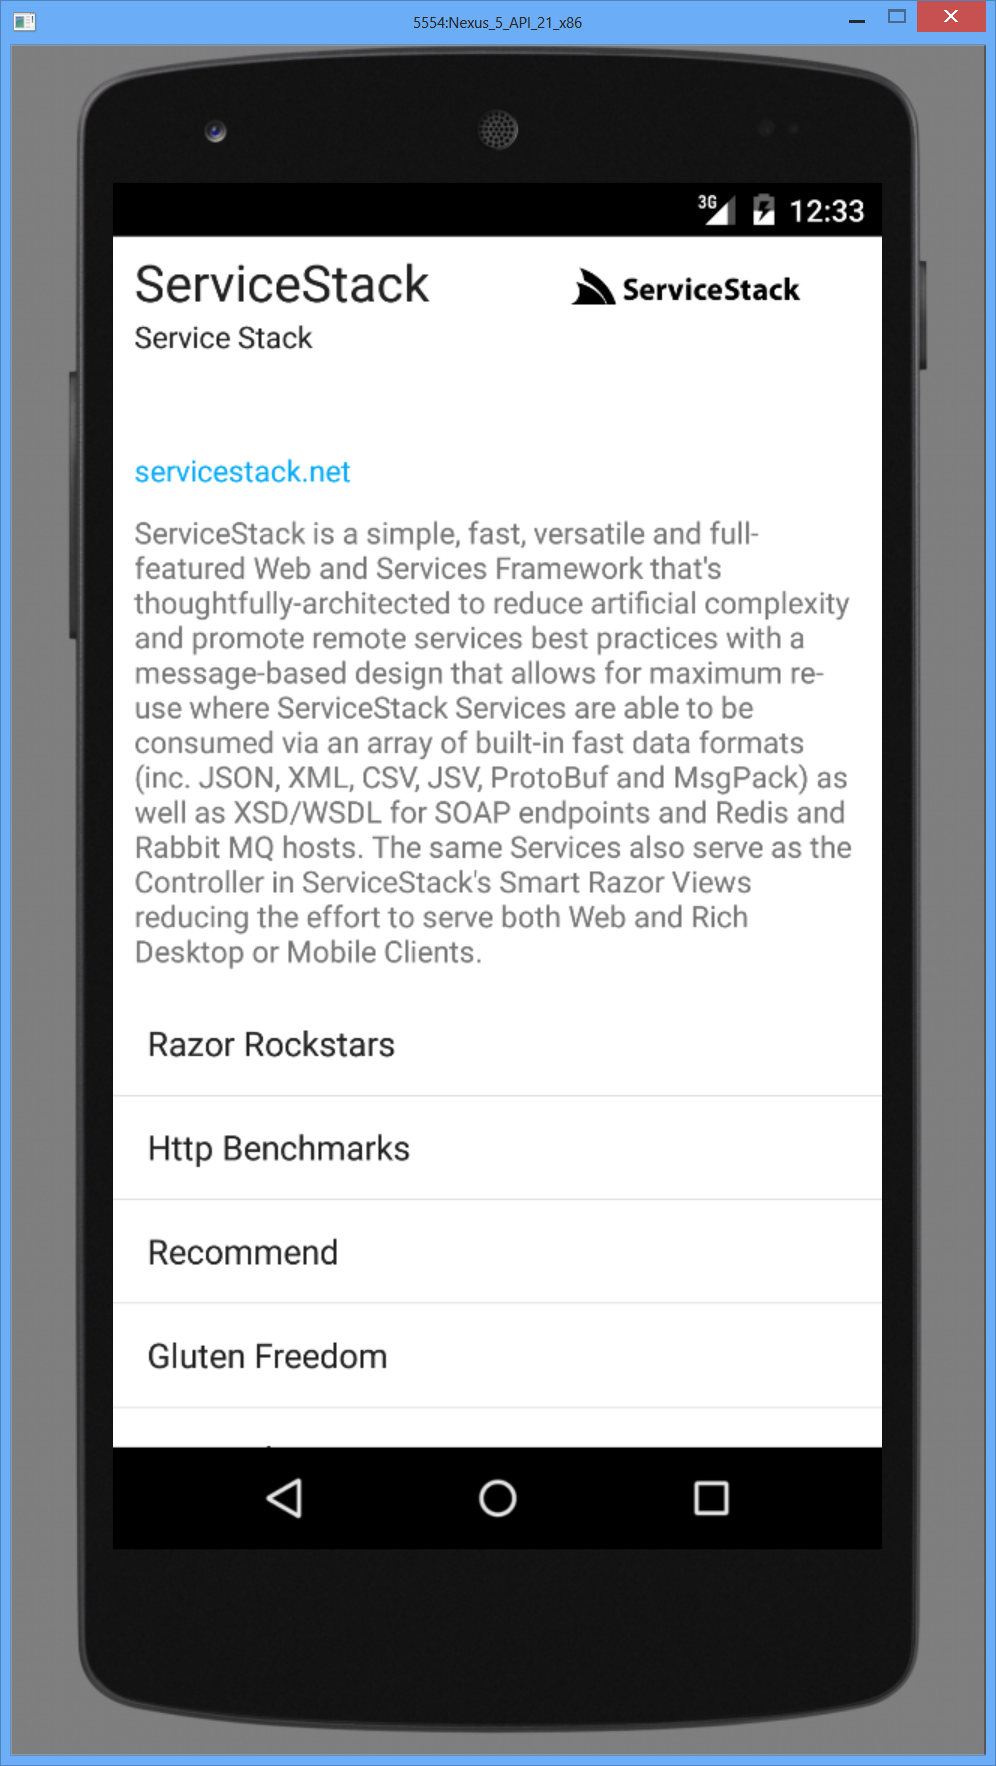 5554:Nexus_5_API_21_x86
3G 12:33
ServiceStack
ServiceStack
Service Stack
servicestack.net
ServiceStack is a simple, fast, versatile and full-
featured Web and Services Framework that's
thoughtfully-architected to reduce artificial complexity
and promote remote services best practices with a
message-based design that allows for maximum re-
use where ServiceStack Services are able to be
consumed via an array of built-in fast data formats
(inc. JSON, XML, CSV, JSV, ProtoBuf and MsgPack) as
well as XSD/WSDL for SOAP endpoints and Redis and
Rabbit MQ hosts. The same Services also serve as the
Controller in ServiceStack's Smart Razor Views
reducing the effort to serve both Web and Rich
Desktop or Mobile Clients.
Razor Rockstars
Http Benchmarks
Recommend
Gluten Freedom